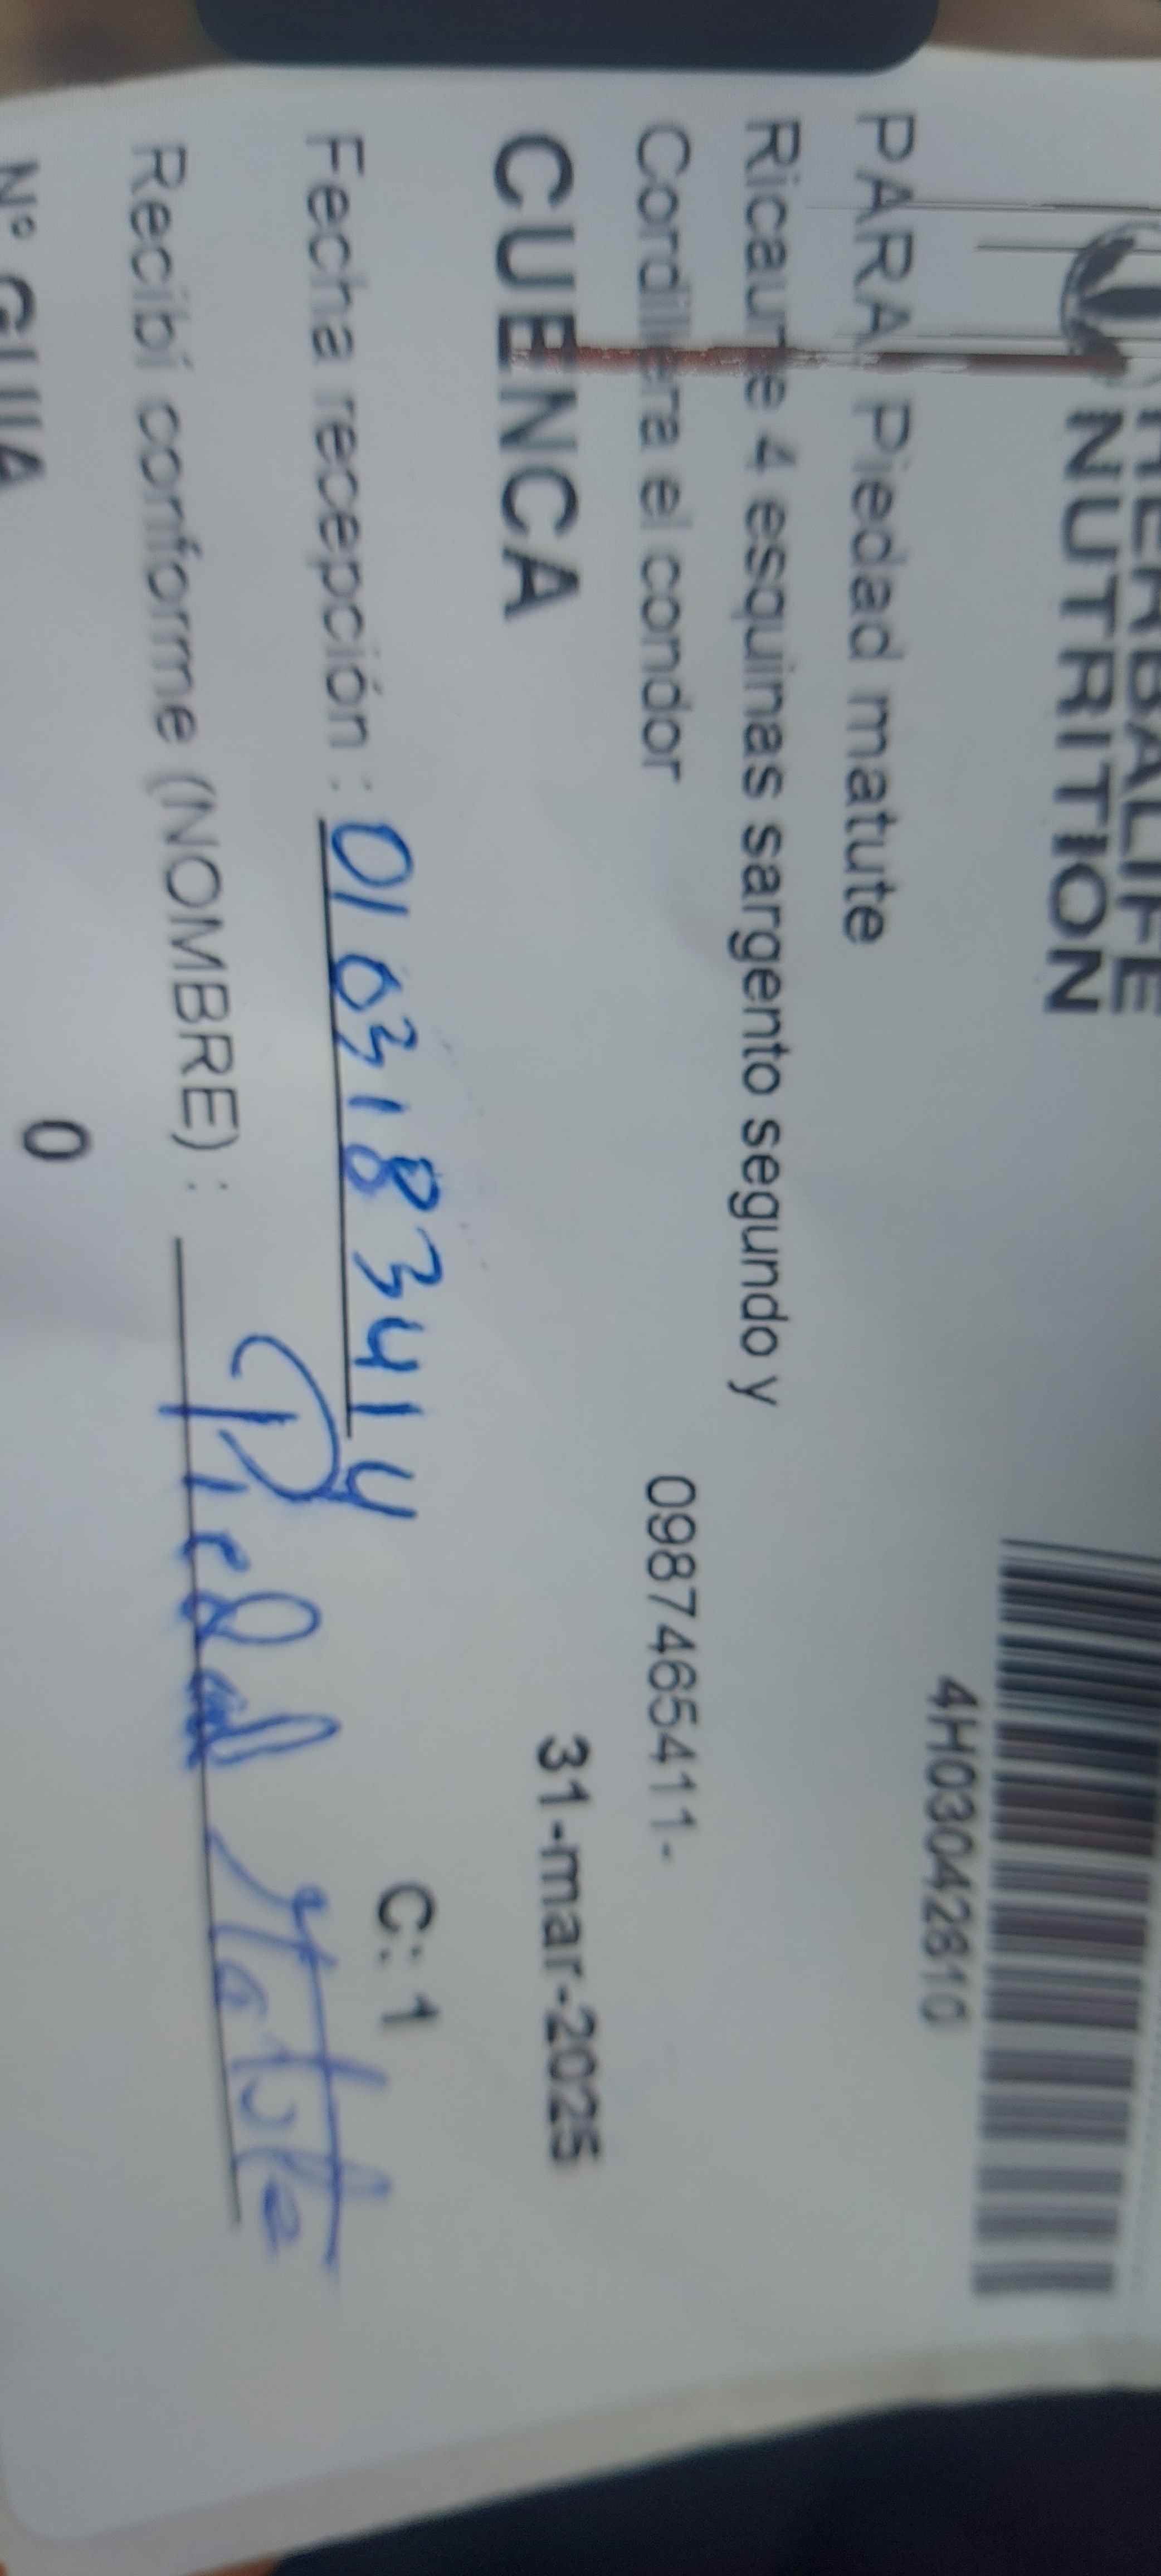 HERBALIFE
NUTRITION
4H03042810
PARA: Piedad matute
Ricaurte 4 esquinas sargento segundo y
Cordillera el condor
0987465411-
CUENCA
31-mar-2025
Fecha recepción : 0103183414
C: 1
Recibí conforme (NOMBRE) : Piedad Matute
N° GUIA
0